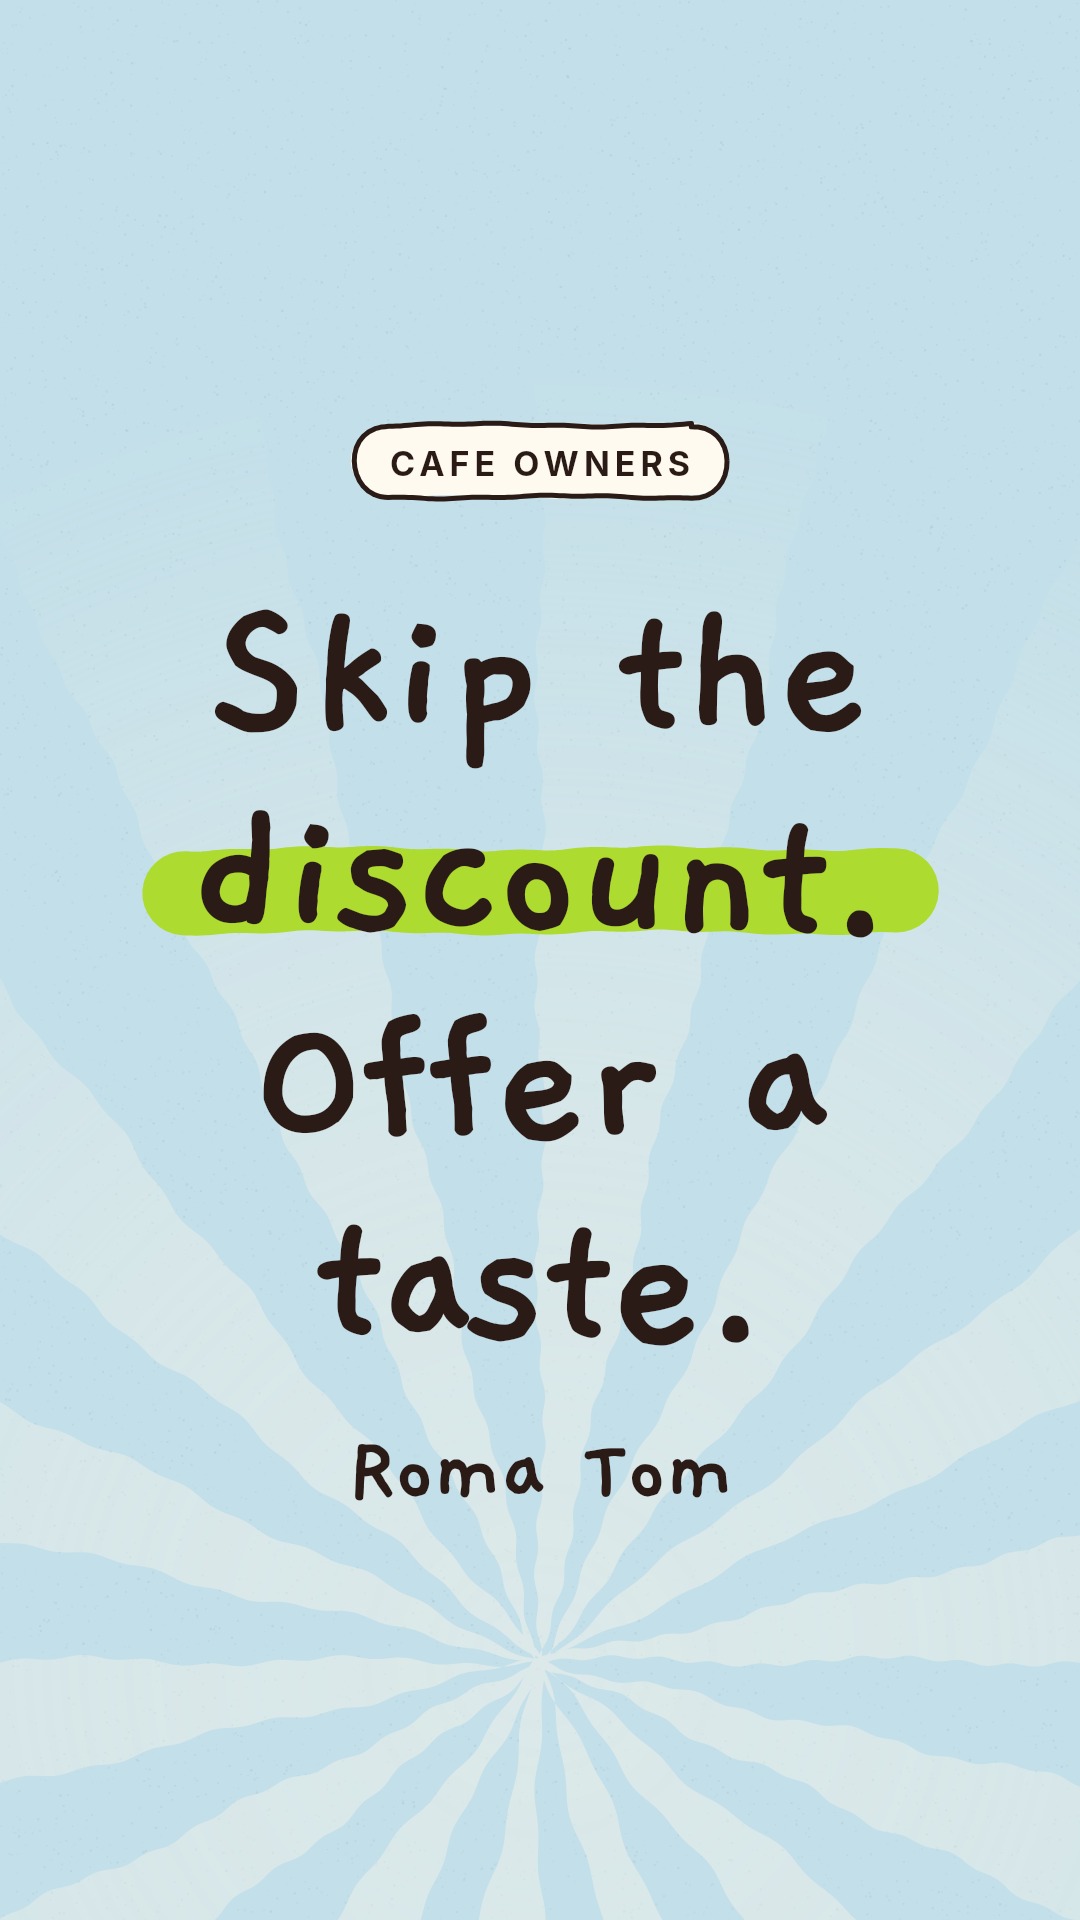 CAFE OWNERS
Skip the
discount.
Offer a
taste.
Roma Tom